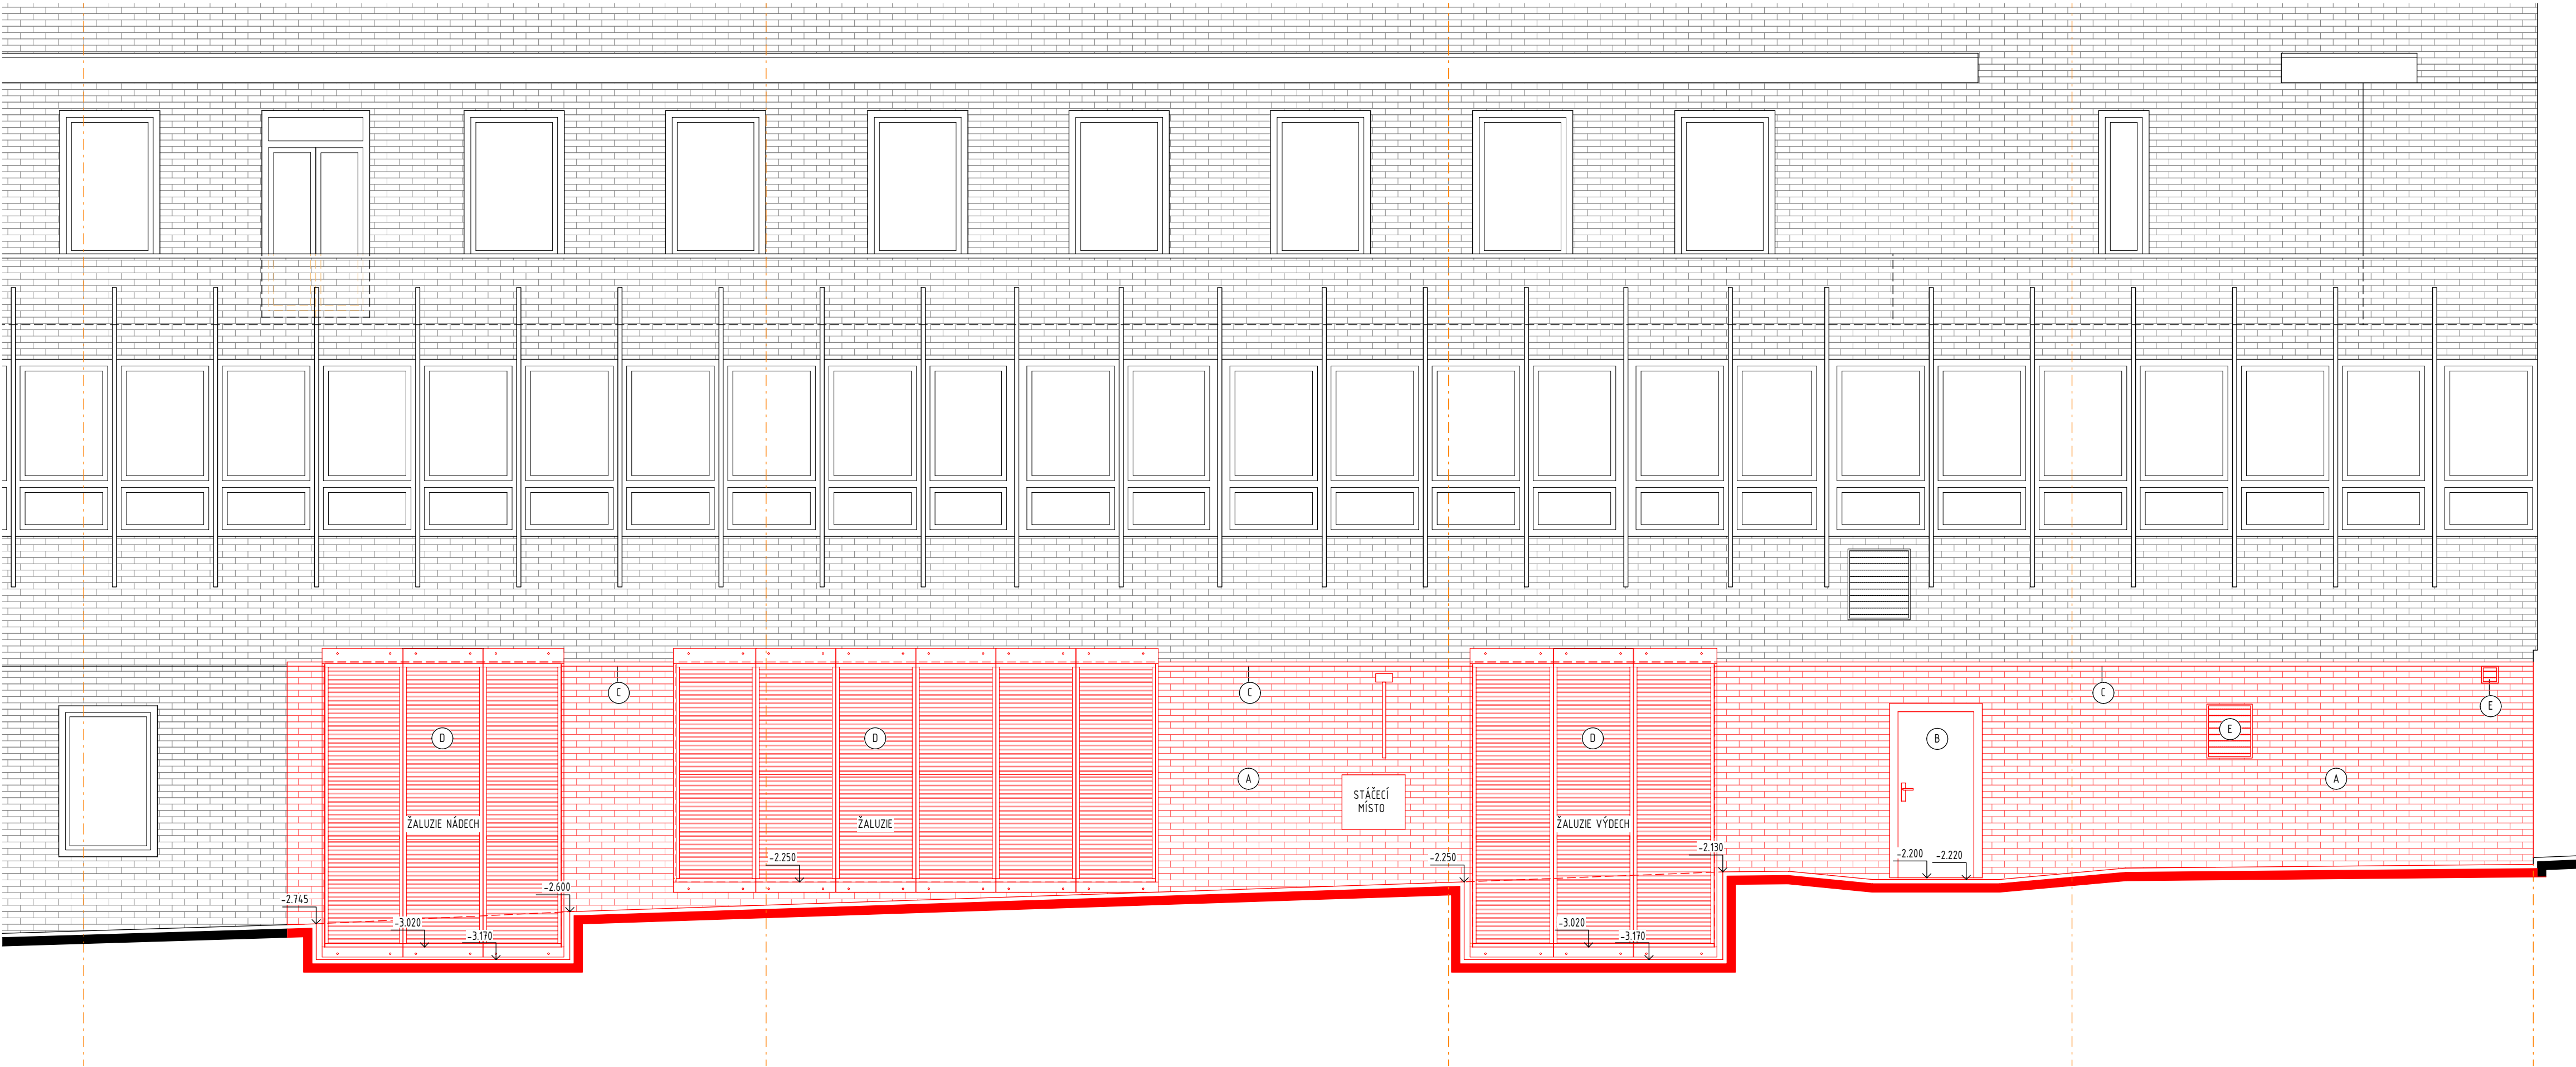 C
C
C
E
D
D
D
B
E
A
A
STÁČECÍ
MÍSTO
ŽALUZIE NÁDECH
ŽALUZIE
ŽALUZIE VÝDECH
-2.130
-2.250
-2.250
-2.200
-2.220
-2.600
-2.745
-3.020
-3.170
-3.020
-3.170